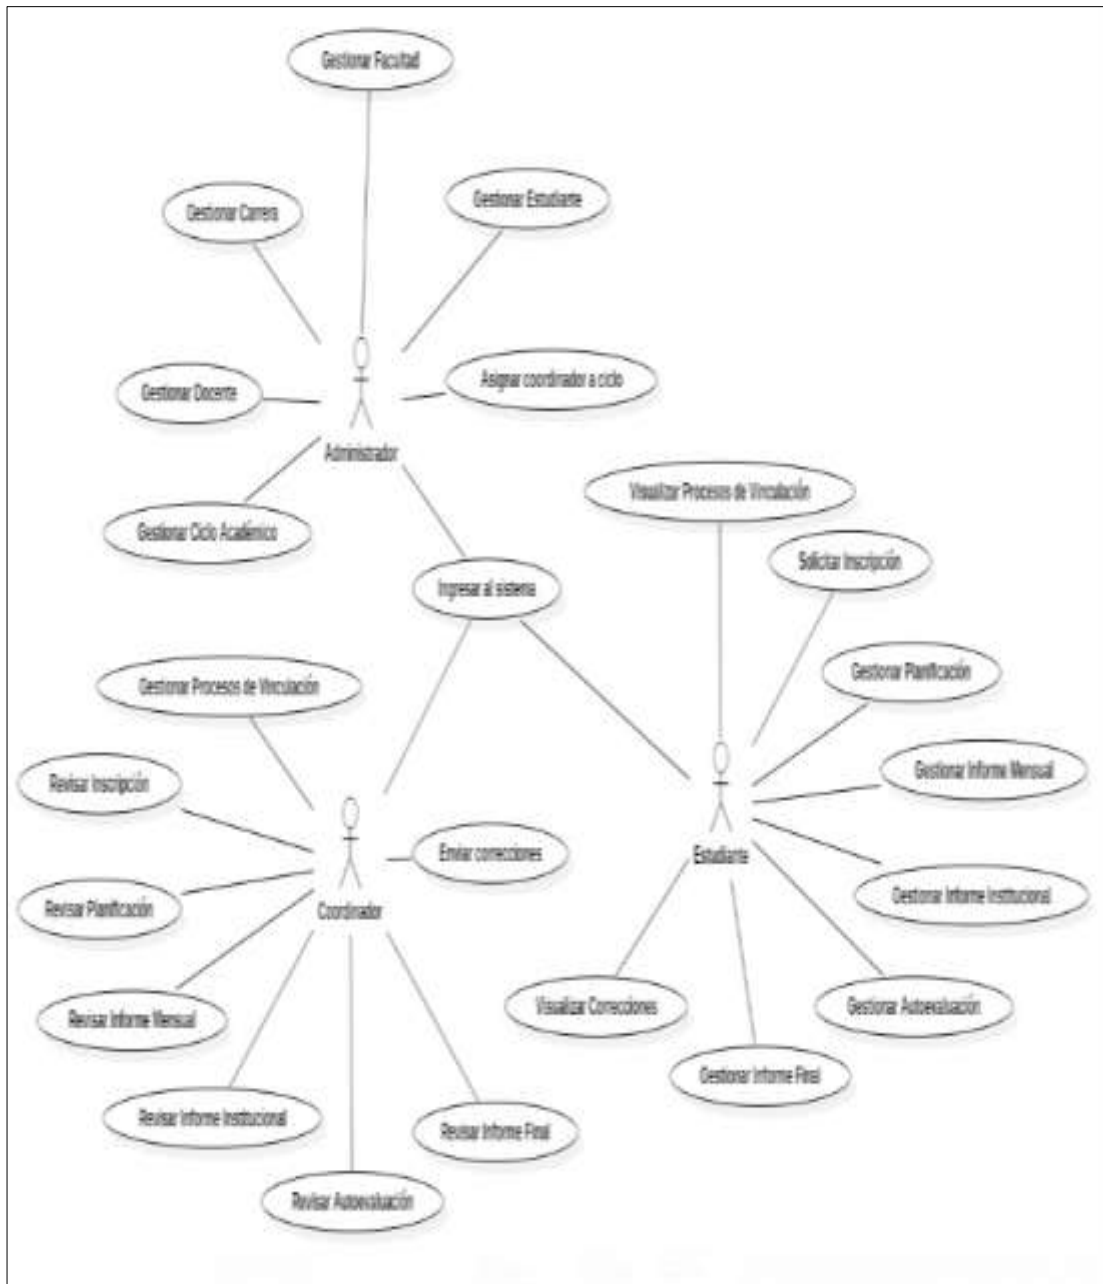 Gestionar Facultad
Gestionar Carrera
Gestionar Estudiante
Gestionar Docente
Asignar coordinador a ciclo
Administrador
Gestionar Ciclo Académico
Visualizar Procesos de Vinculación
Solicitar Inscripción
Ingresar al sistema
Gestionar Procesos de Vinculación
Gestionar Planificación
Revisar Inscripción
Gestionar Informe Mensual
Enviar correcciones
Estudiante
Revisar Planificación
Coordinador
Gestionar Informe Institucional
Revisar Informe Mensual
Visualizar Correcciones
Gestionar Autoevaluación
Gestionar Informe Final
Revisar Informe Institucional
Revisar Informe Final
Revisar Autoevaluación